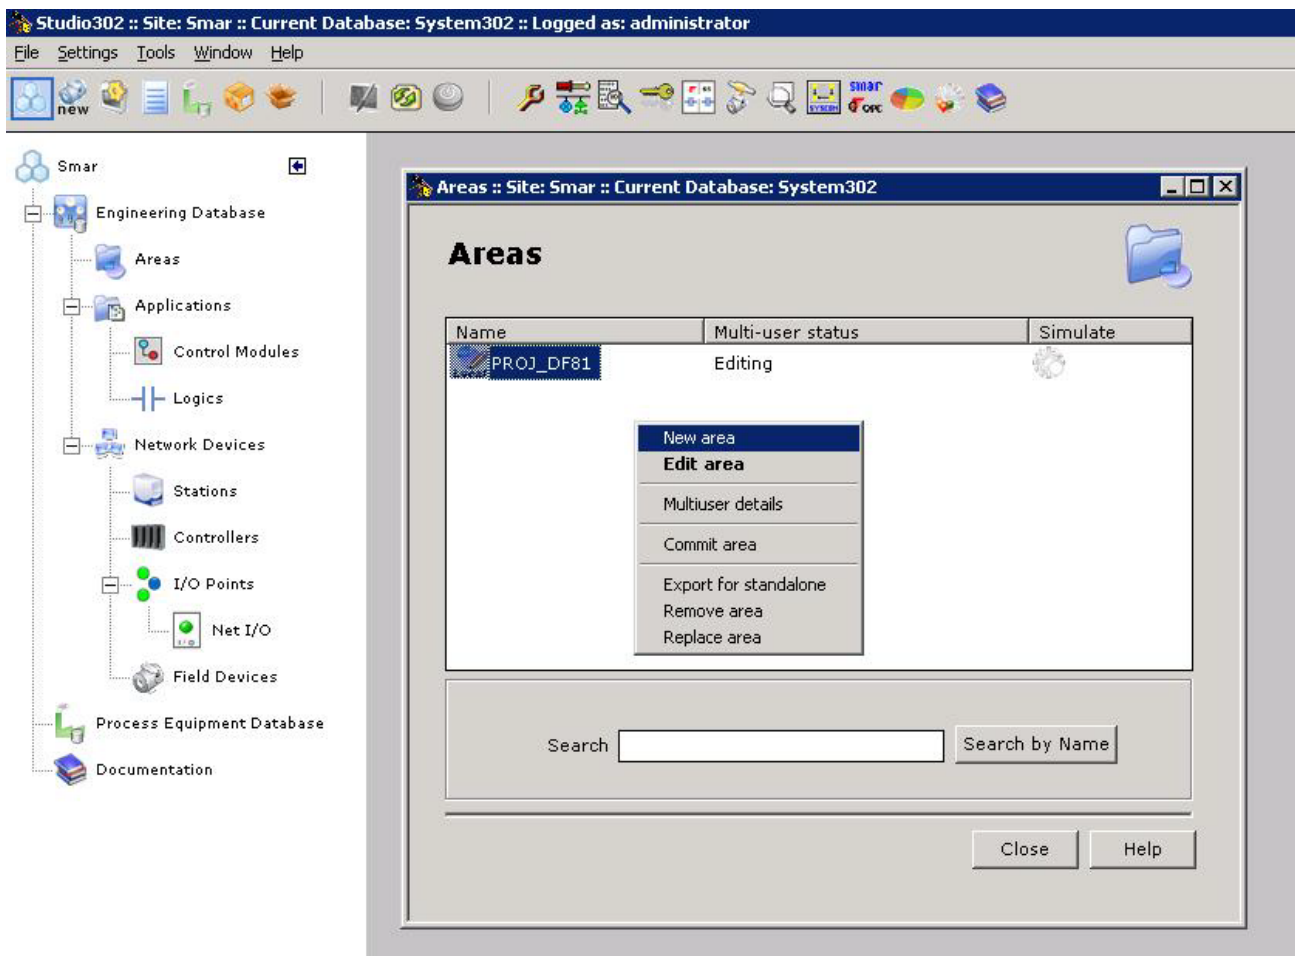 Studio302 :: Site: Smar :: Current Database: System302 :: Logged as: administrator
File Settings Tools Window Help
new
SYSCON
smar
OPC
Smar
Engineering Database
Areas
Applications
Control Modules
Logics
Network Devices
Stations
Controllers
I/O Points
Net I/O
Field Devices
Process Equipment Database
Documentation
Areas :: Site: Smar :: Current Database: System302
Areas
Name Multi-user status Simulate
PROJ_DF81 Editing
New area
Edit area
Multiuser details
Commit area
Export for standalone
Remove area
Replace area
Search Search by Name
Close Help